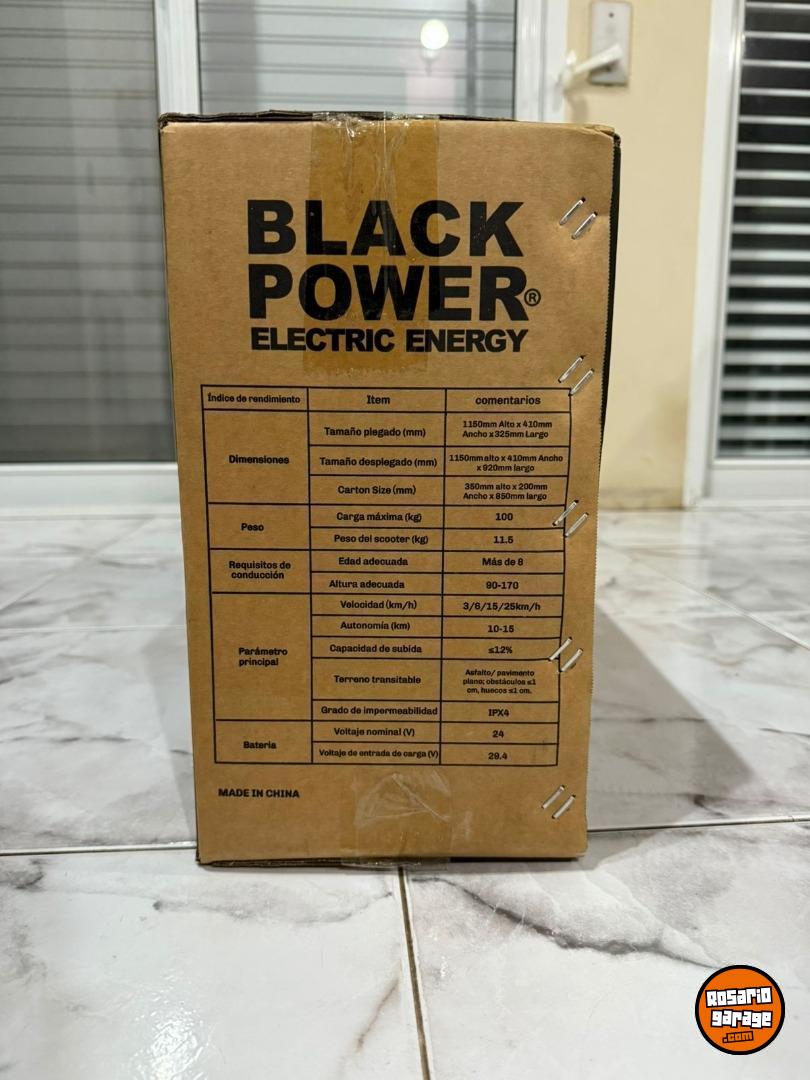 BLACK
POWER®
ELECTRIC ENERGY
Índice de rendimiento Item comentarios
Dimensiones
Tamaño plegado (mm) 1150mm Alto x 410mm
Ancho x 325mm Largo
Tamaño desplegado (mm) 1150mm alto x 410mm Ancho
x 920mm largo
Carton Size (mm) 350mm alto x 200mm
Ancho x 850mm largo
Peso
Carga máxima (kg) 100
Peso del scooter (kg) 11.5
Requisitos de
conducción
Edad adecuada Más de 8
Altura adecuada 90-170
Parámetro
principal
Velocidad (km/h) 3/6/15/25km/h
Autonomía (km) 10-15
Capacidad de subida ≤12%
Terreno transitable Asfalto/ pavimento
plano; obstáculos ≤1
cm, huecos ≤1 cm.
Grado de impermeabilidad IPX4
Bateria
Voltaje nominal (V) 24
Voltaje de entrada de carga (V) 29.4
MADE IN CHINA
Rosario
garage
.com